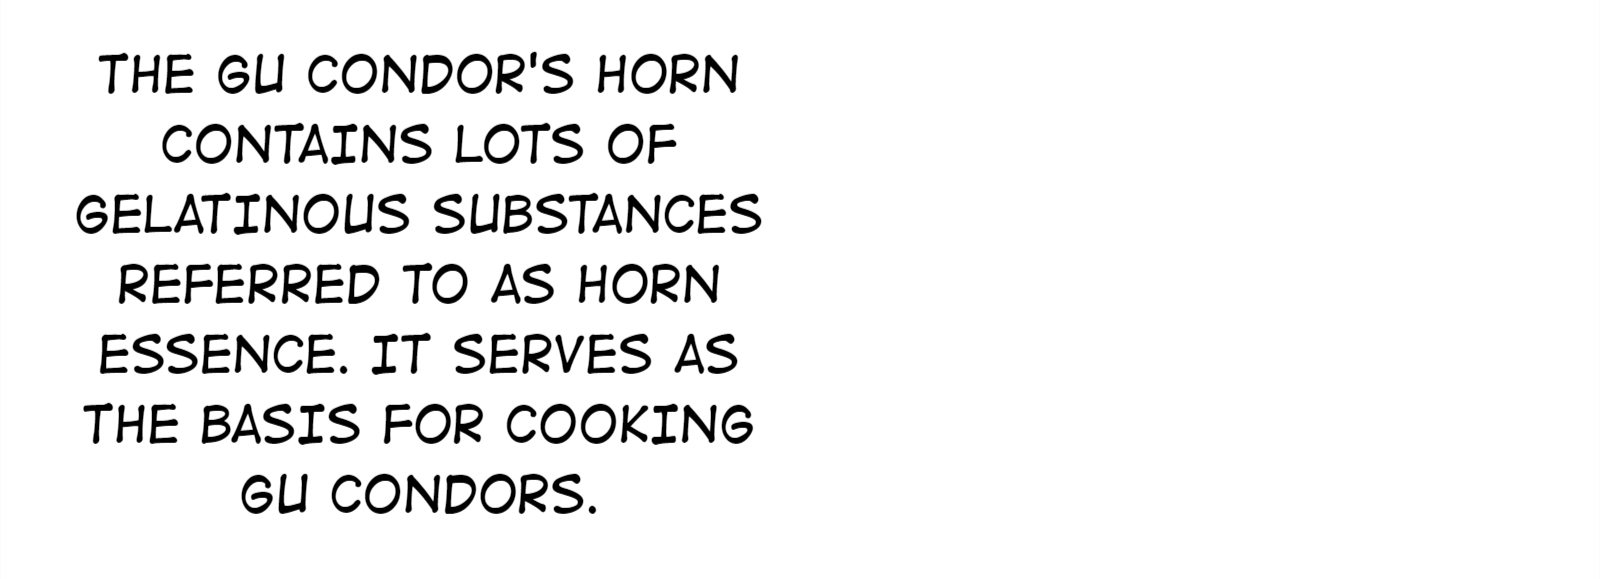 THE GU CONDOR'S HORN
CONTAINS LOTS OF
GELATINOUS SUBSTANCES
REFERRED TO AS HORN
ESSENCE. IT SERVES AS
THE BASIS FOR COOKING
GU CONDORS.